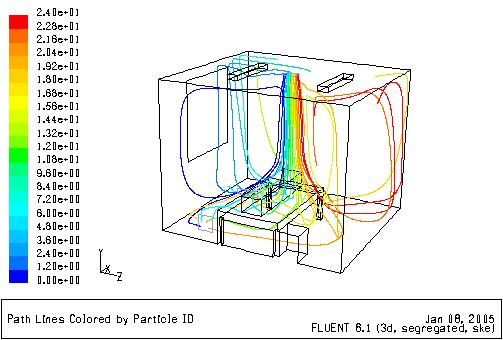 2.40e+01
2.28e+01
2.16e+01
2.04e+01
1.92e+01
1.80e+01
1.68e+01
1.56e+01
1.44e+01
1.32e+01
1.20e+01
1.08e+01
9.60e+00
8.40e+00
7.20e+00
6.00e+00
4.80e+00
3.60e+00
2.40e+00
1.20e+00
0.00e+00
Y
X
Z
Path Lines Colored by Particle ID
Jan 08, 2005
FLUENT 6.1 (3d, segregated, ske)